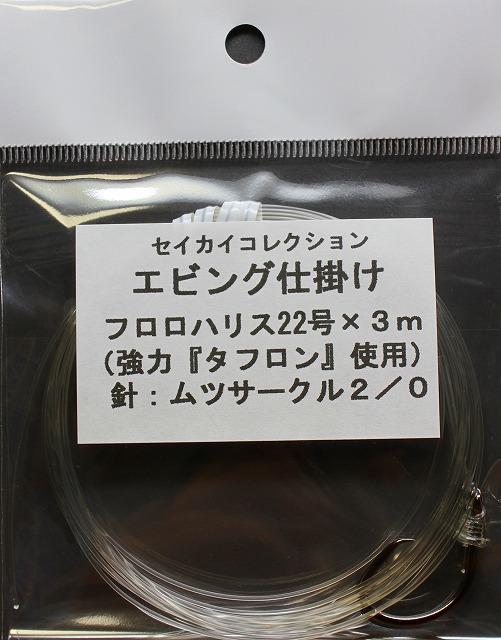 セイカイコレクション
エビング仕掛け
フロロハリス22号×３ｍ
（強力『タフロン』使用）
針：ムツサークル２／０